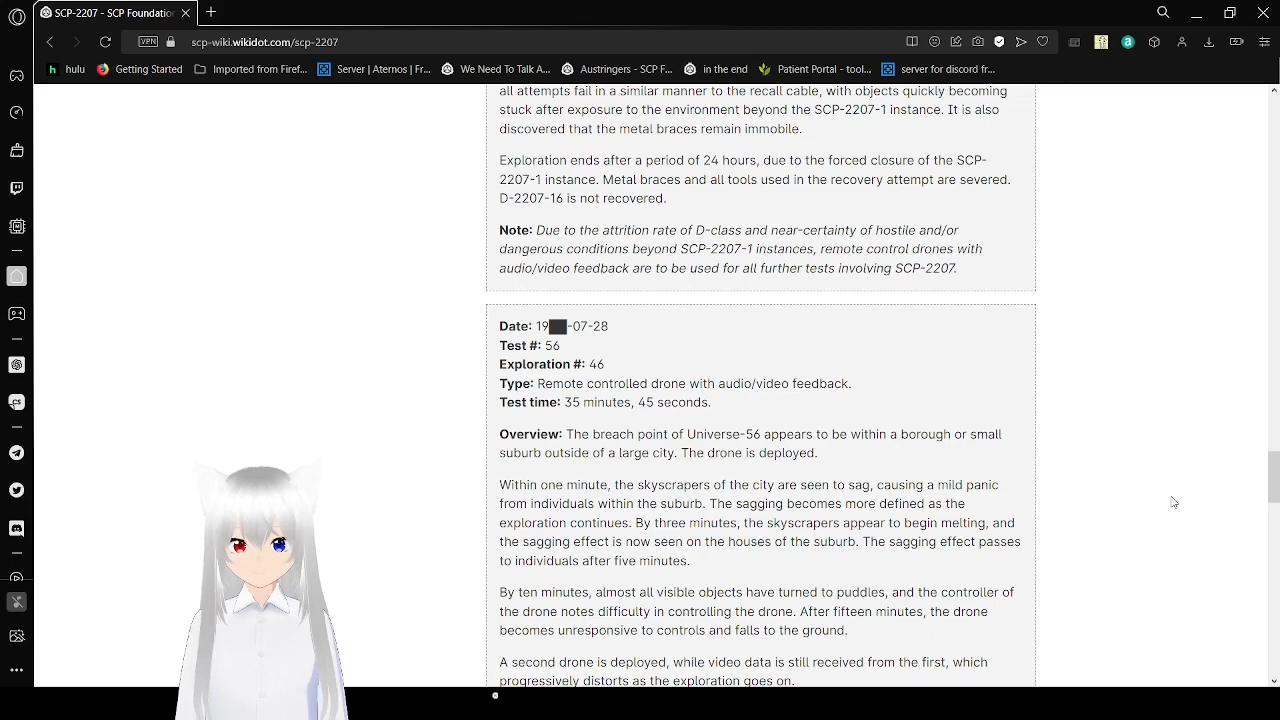 SCP-2207 - SCP Foundation
VPN
scp-wiki.wikidot.com/scp-2207
hulu
Getting Started
Imported from Firef...
Server | Aternos | Fr...
We Need To Talk A...
Austringers - SCP F...
in the end
Patient Portal - tool...
server for discord fr...
all attempts fail in a similar manner to the recall cable, with objects quickly becoming
stuck after exposure to the environment beyond the SCP-2207-1 instance. It is also
discovered that the metal braces remain immobile.
Exploration ends after a period of 24 hours, due to the forced closure of the SCP-
2207-1 instance. Metal braces and all tools used in the recovery attempt are severed.
D-2207-16 is not recovered.
Note: Due to the attrition rate of D-class and near-certainty of hostile and/or
dangerous conditions beyond SCP-2207-1 instances, remote control drones with
audio/video feedback are to be used for all further tests involving SCP-2207.
Date: 19██-07-28
Test #: 56
Exploration #: 46
Type: Remote controlled drone with audio/video feedback.
Test time: 35 minutes, 45 seconds.
Overview: The breach point of Universe-56 appears to be within a borough or small
suburb outside of a large city. The drone is deployed.
Within one minute, the skyscrapers of the city are seen to sag, causing a mild panic
from individuals within the suburb. The sagging becomes more defined as the
exploration continues. By three minutes, the skyscrapers appear to begin melting, and
the sagging effect is now seen on the houses of the suburb. The sagging effect passes
to individuals after five minutes.
By ten minutes, almost all visible objects have turned to puddles, and the controller of
the drone notes difficulty in controlling the drone. After fifteen minutes, the drone
becomes unresponsive to controls and falls to the ground.
A second drone is deployed, while video data is still received from the first, which
progressively distorts as the exploration goes on.